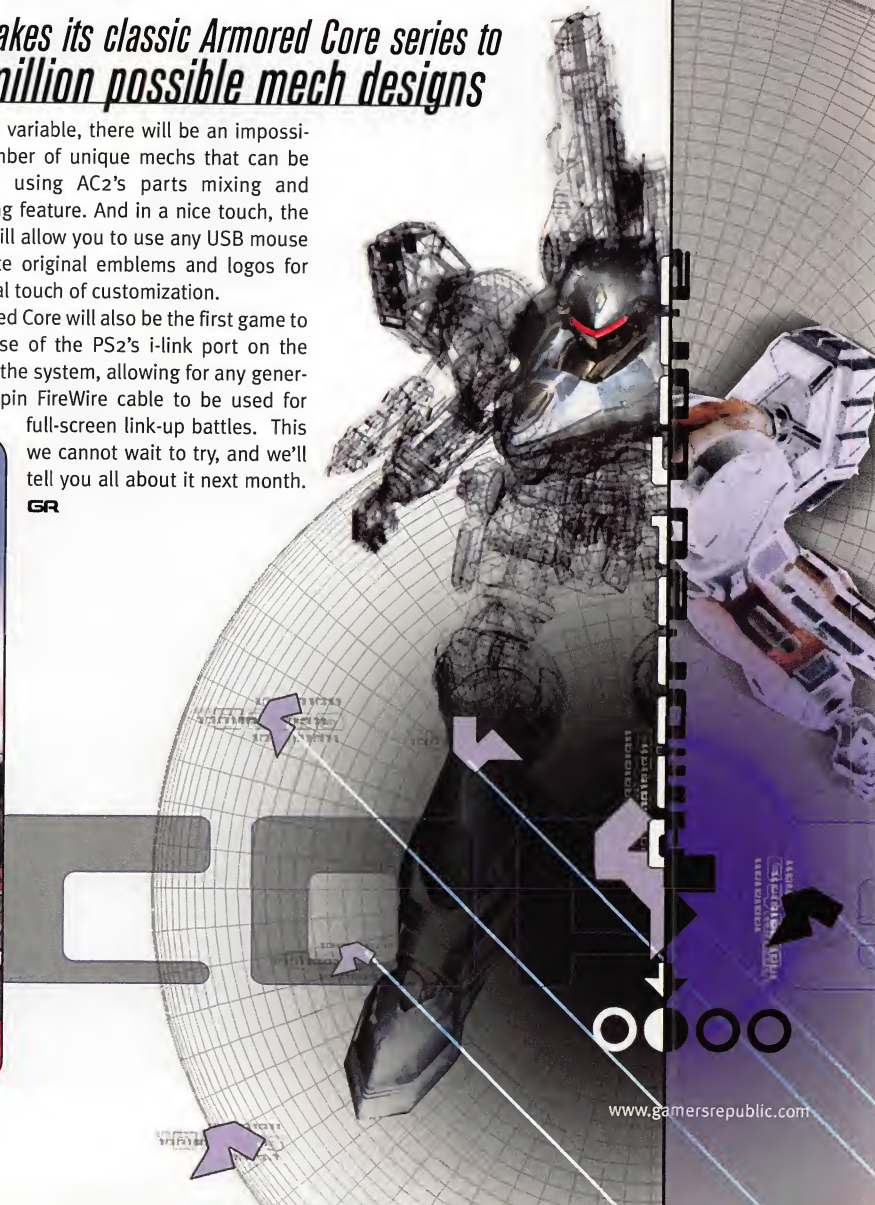 akes its classic Armored Core series to
million possible mech designs
variable, there will be an impossi-
mber of unique mechs that can be
using AC2's parts mixing and
ng feature. And in a nice touch, the
ill allow you to use any USB mouse
te original emblems and logos for
al touch of customization.
ed Core will also be the first game to
se of the PS2's i-link port on the
the system, allowing for any gener-
pin FireWire cable to be used for
full-screen link-up battles. This
we cannot wait to try, and we'll
tell you all about it next month.
GR
www.gamersrepublic.com